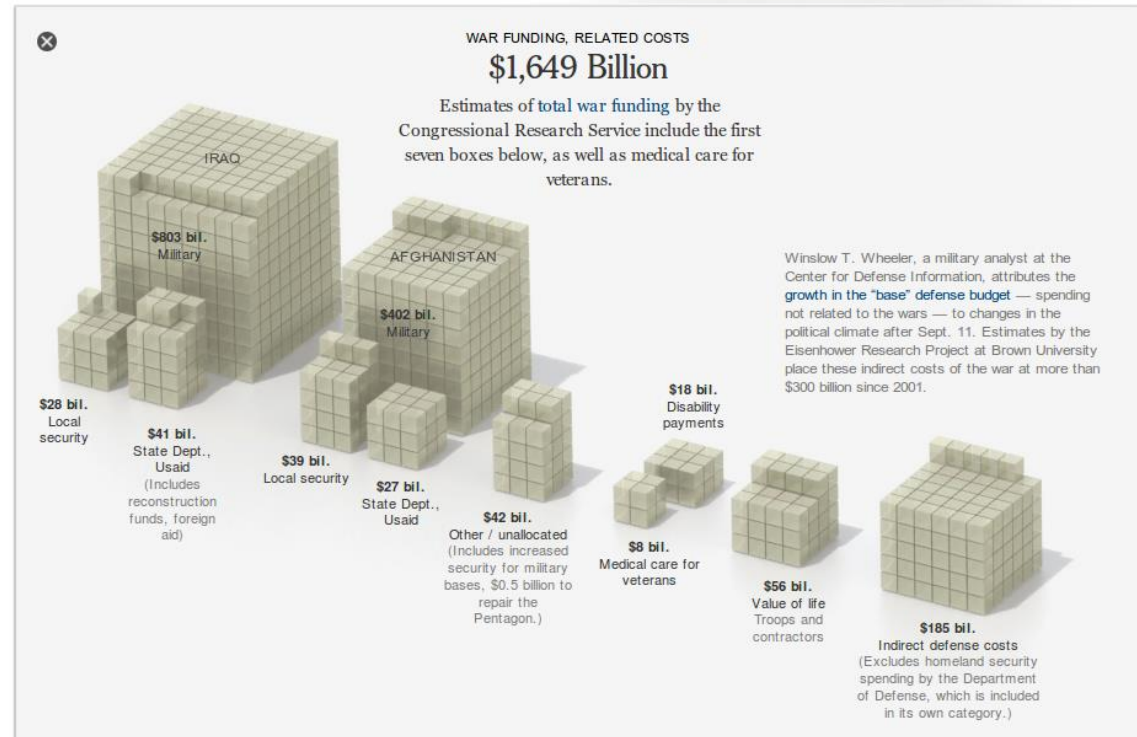 WAR FUNDING, RELATED COSTS
$1,649 Billion
Estimates of total war funding by the
Congressional Research Service include the first
seven boxes below, as well as medical care for
veterans.
IRAQ
$803 bil.
Military
AFGHANISTAN
$402 bil.
Military
Winslow T. Wheeler, a military analyst at the
Center for Defense Information, attributes the
growth in the “base” defense budget — spending
not related to the wars — to changes in the
political climate after Sept. 11. Estimates by the
Eisenhower Research Project at Brown University
place these indirect costs of the war at more than
$300 billion since 2001.
$28 bil.
Local
security
$41 bil.
State Dept.,
Usaid
(Includes
reconstruction
funds, foreign
aid)
$39 bil.
Local security
$27 bil.
State Dept.,
Usaid
$42 bil.
Other / unallocated
(Includes increased
security for military
bases, $0.5 billion to
repair the
Pentagon.)
$18 bil.
Disability
payments
$8 bil.
Medical care for
veterans
$56 bil.
Value of life
Troops and
contractors
$185 bil.
Indirect defense costs
(Excludes homeland security
spending by the Department
of Defense, which is included
in its own category.)